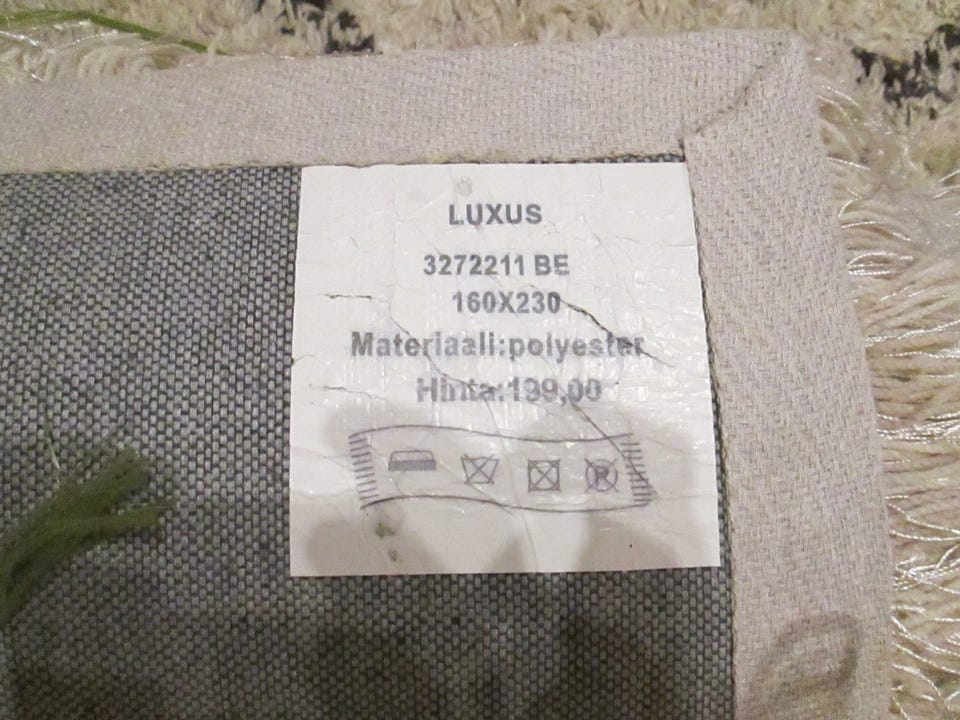 LUXUS
3272211 BE
160X230
Materiaali:polyester
Hinta:199,00
P